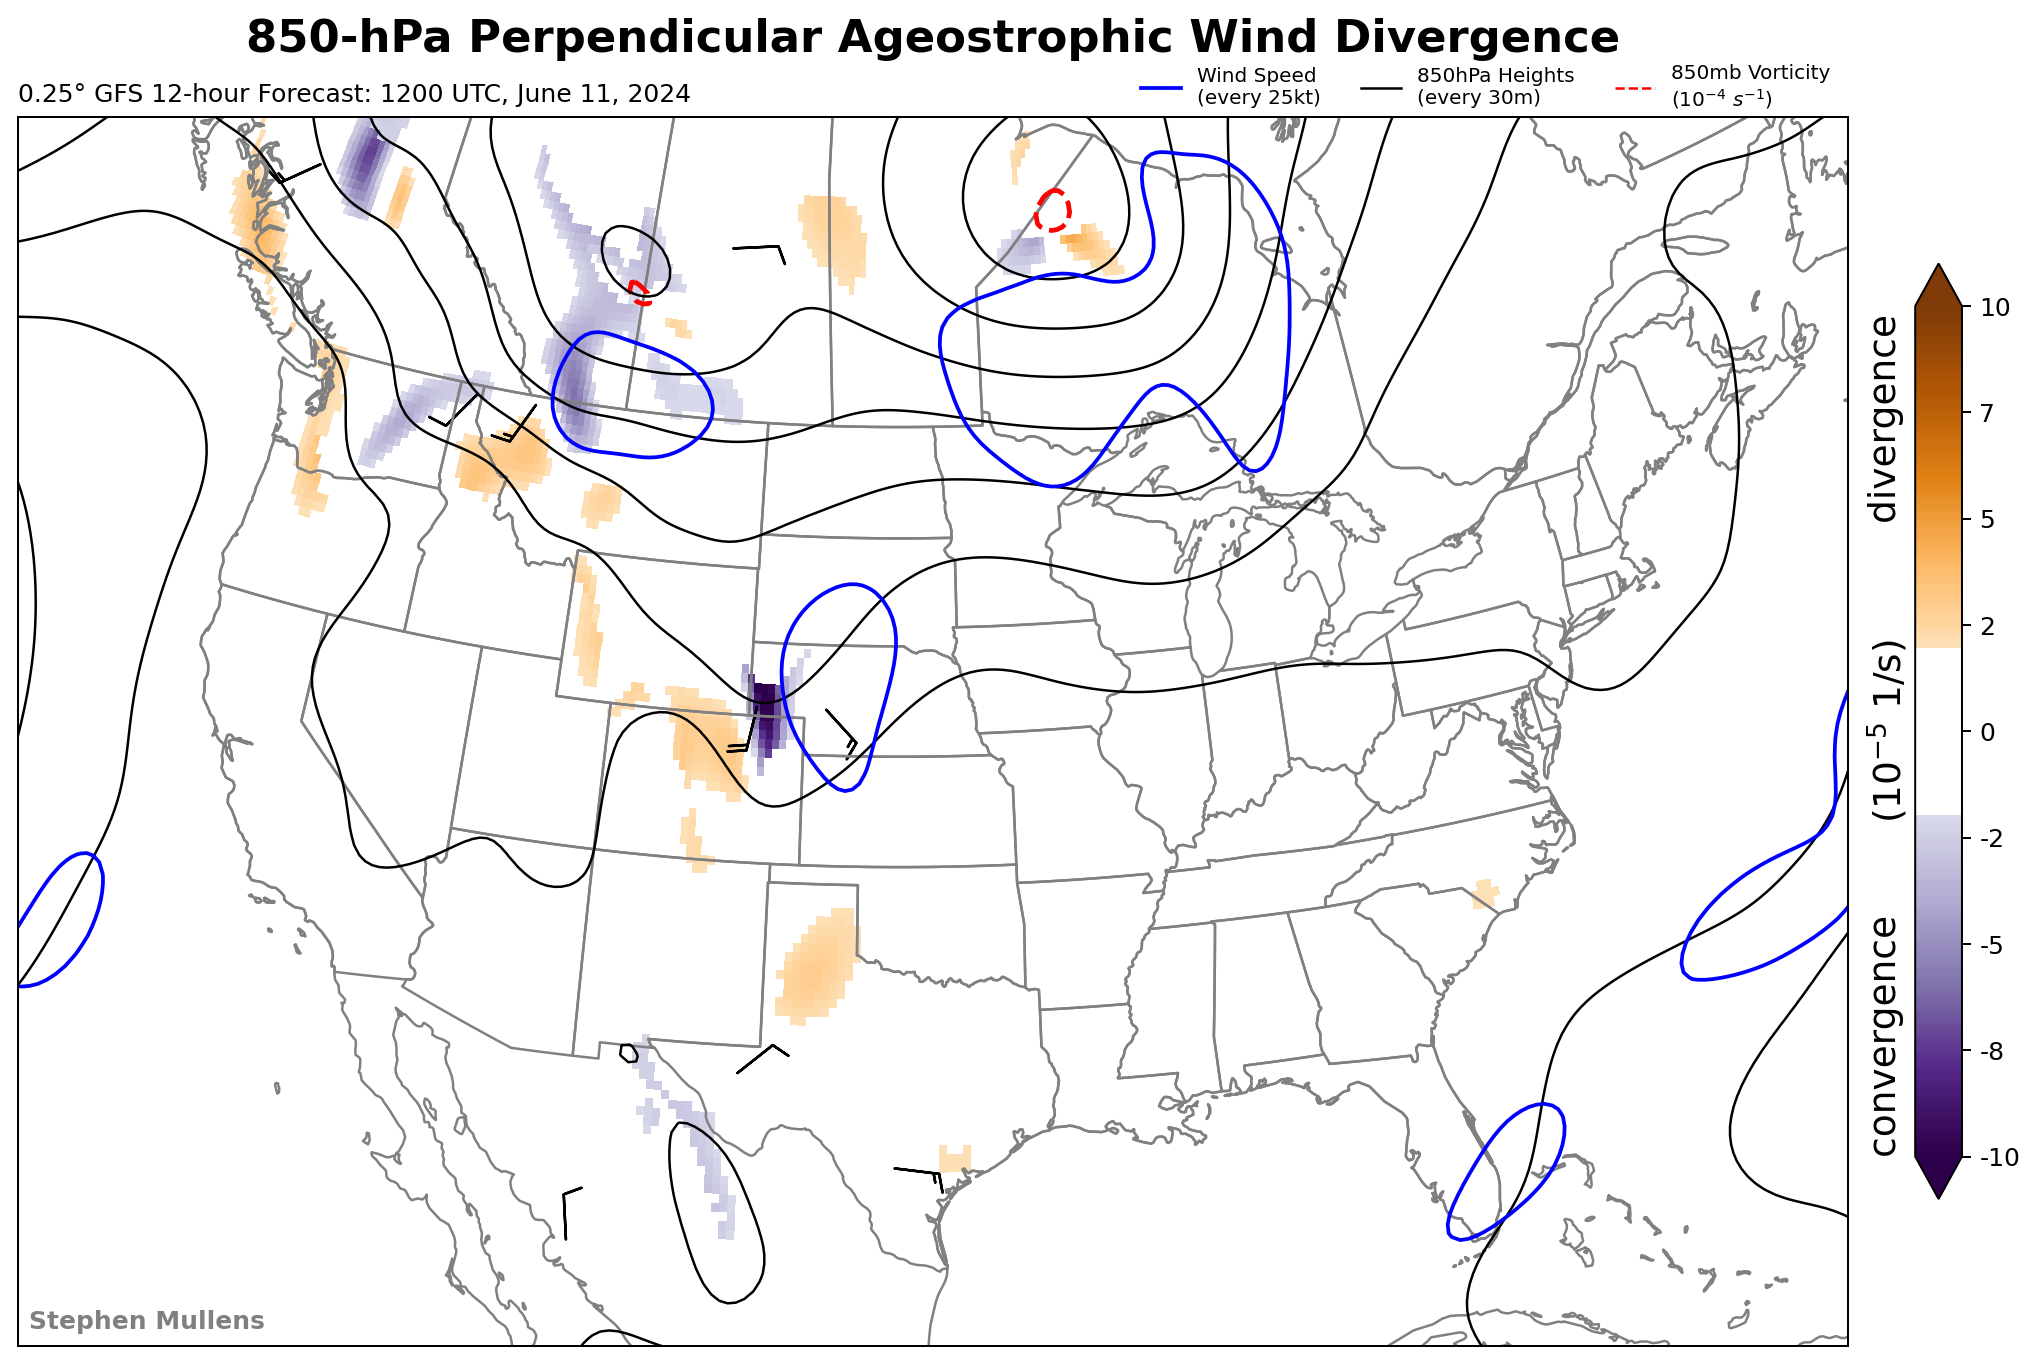 850-hPa Perpendicular Ageostrophic Wind Divergence
0.25° GFS 12-hour Forecast: 1200 UTC, June 11, 2024
Wind Speed
(every 25kt)
850hPa Heights
(every 30m)
850mb Vorticity
(10⁻⁴ s⁻¹)
10
7
5
2
0
-2
-5
-8
-10
divergence
(10⁻⁵ 1/s)
convergence
Stephen Mullens